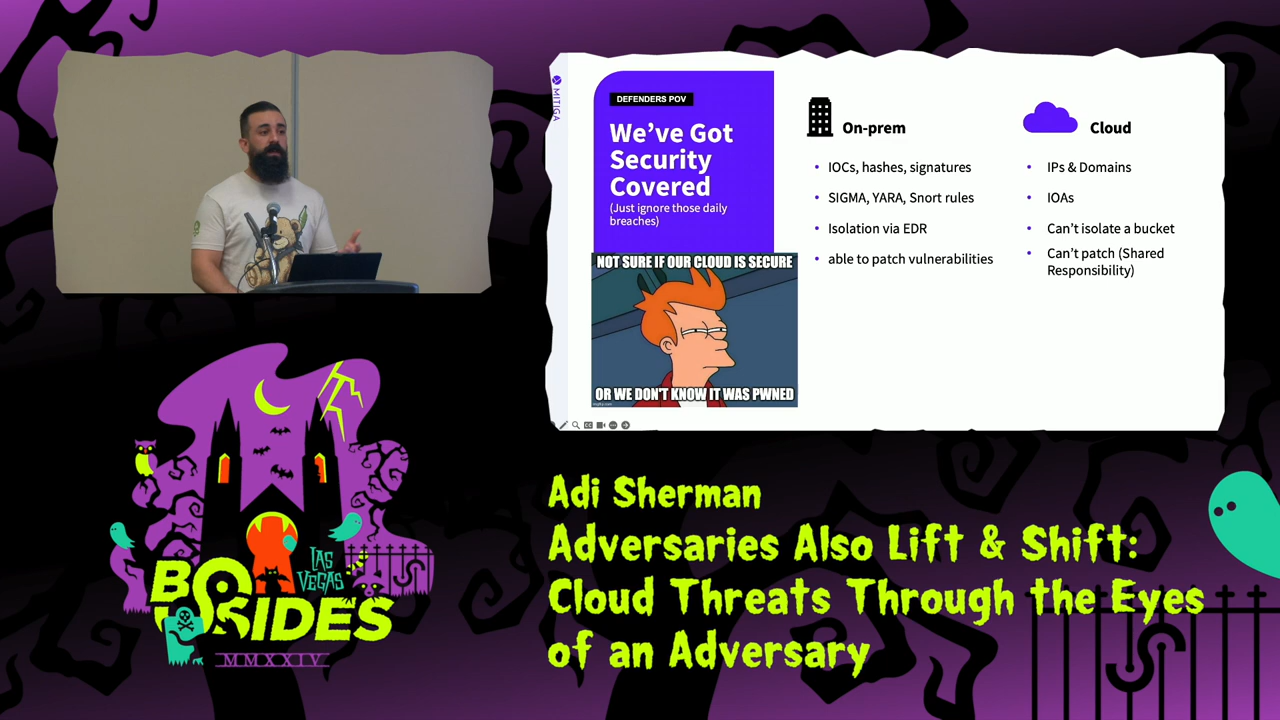 MITIGA
DEFENDERS POV
We've Got
Security
Covered
(Just ignore those daily
breaches)
NOT SURE IF OUR CLOUD IS SECURE
OR WE DON'T KNOW IT WAS PWNED
imgflip.com
On-prem
• IOCs, hashes, signatures
• SIGMA, YARA, Snort rules
• Isolation via EDR
• able to patch vulnerabilities
Cloud
• IPs & Domains
• IOAs
• Can't isolate a bucket
• Can't patch (Shared
Responsibility)
BSIDES
LAS
VEGAS
MMXXIV
Adi Sherman
Adversaries Also Lift & Shift:
Cloud Threats Through the Eyes
of an Adversary